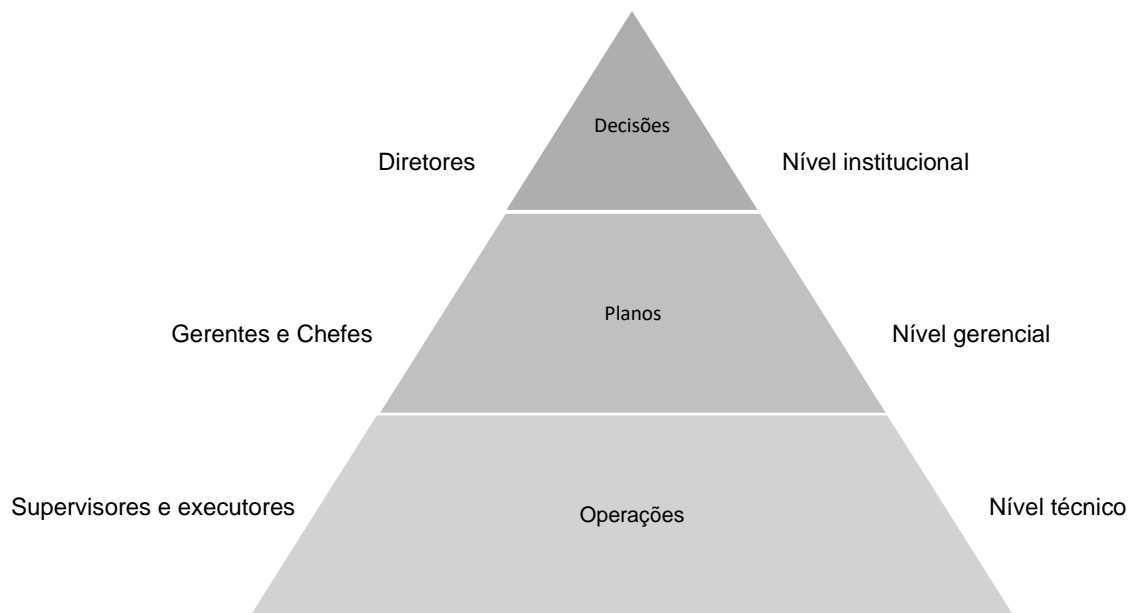 Decisões
Diretores
Nível institucional
Planos
Gerentes e Chefes
Nível gerencial
Supervisores e executores
Operações
Nível técnico